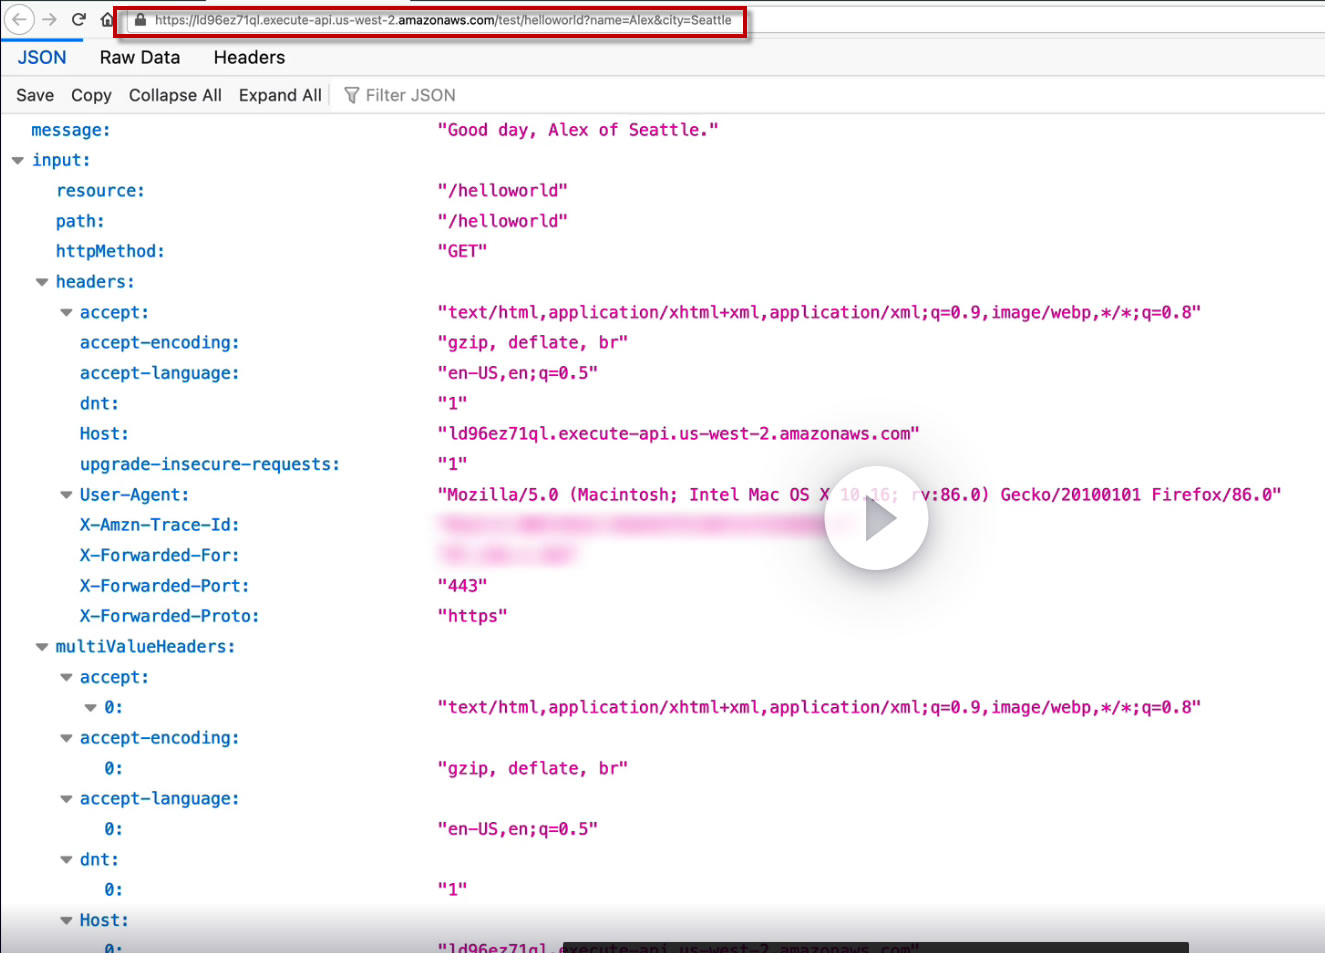 https://ld96ez71ql.execute-api.us-west-2.amazonaws.com/test/helloworld?name=Alex&city=Seattle
JSON Raw Data Headers
Save Copy Collapse All Expand All Filter JSON
message: "Good day, Alex of Seattle."
input:
resource: "/helloworld"
path: "/helloworld"
httpMethod: "GET"
headers:
accept: "text/html,application/xhtml+xml,application/xml;q=0.9,image/webp,*/*;q=0.8"
accept-encoding: "gzip, deflate, br"
accept-language: "en-US,en;q=0.5"
dnt: "1"
Host: "ld96ez71ql.execute-api.us-west-2.amazonaws.com"
upgrade-insecure-requests: "1"
User-Agent: "Mozilla/5.0 (Macintosh; Intel Mac OS X 10.16; rv:86.0) Gecko/20100101 Firefox/86.0"
X-Amzn-Trace-Id:
X-Forwarded-For:
X-Forwarded-Port: "443"
X-Forwarded-Proto: "https"
multiValueHeaders:
accept:
0: "text/html,application/xhtml+xml,application/xml;q=0.9,image/webp,*/*;q=0.8"
accept-encoding:
0: "gzip, deflate, br"
accept-language:
0: "en-US,en;q=0.5"
dnt:
0: "1"
Host:
0: "ld96ez71ql.execute-api.us-west-2.amazonaws.com"